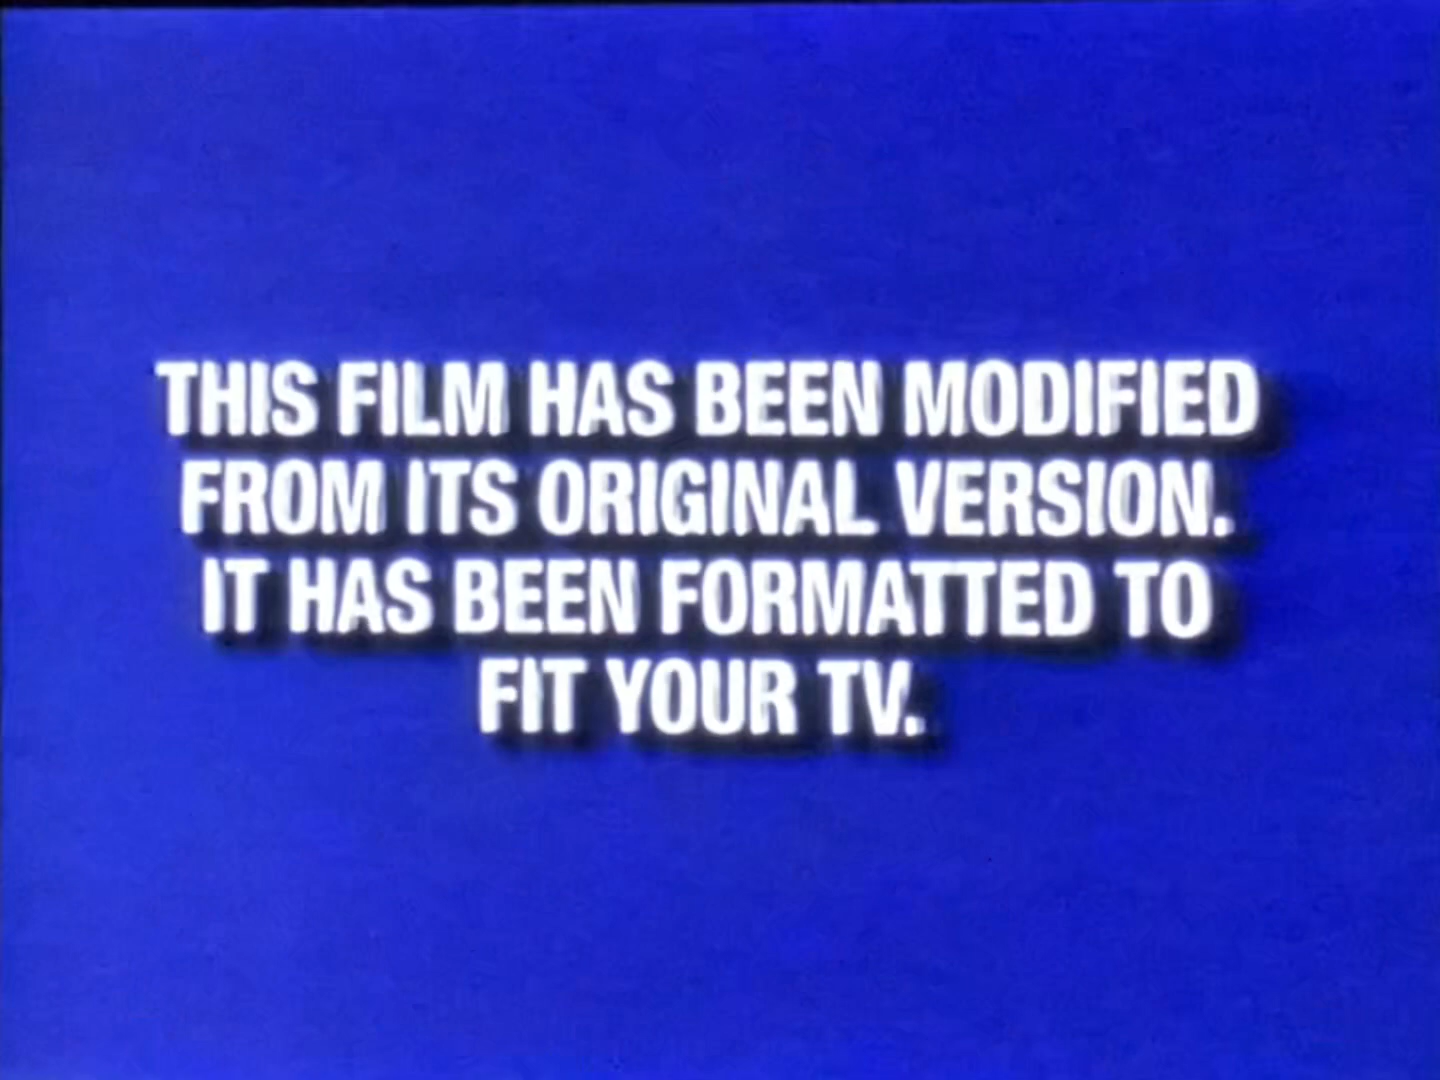 THIS FILM HAS BEEN MODIFIED
FROM ITS ORIGINAL VERSION.
IT HAS BEEN FORMATTED TO
FIT YOUR TV.